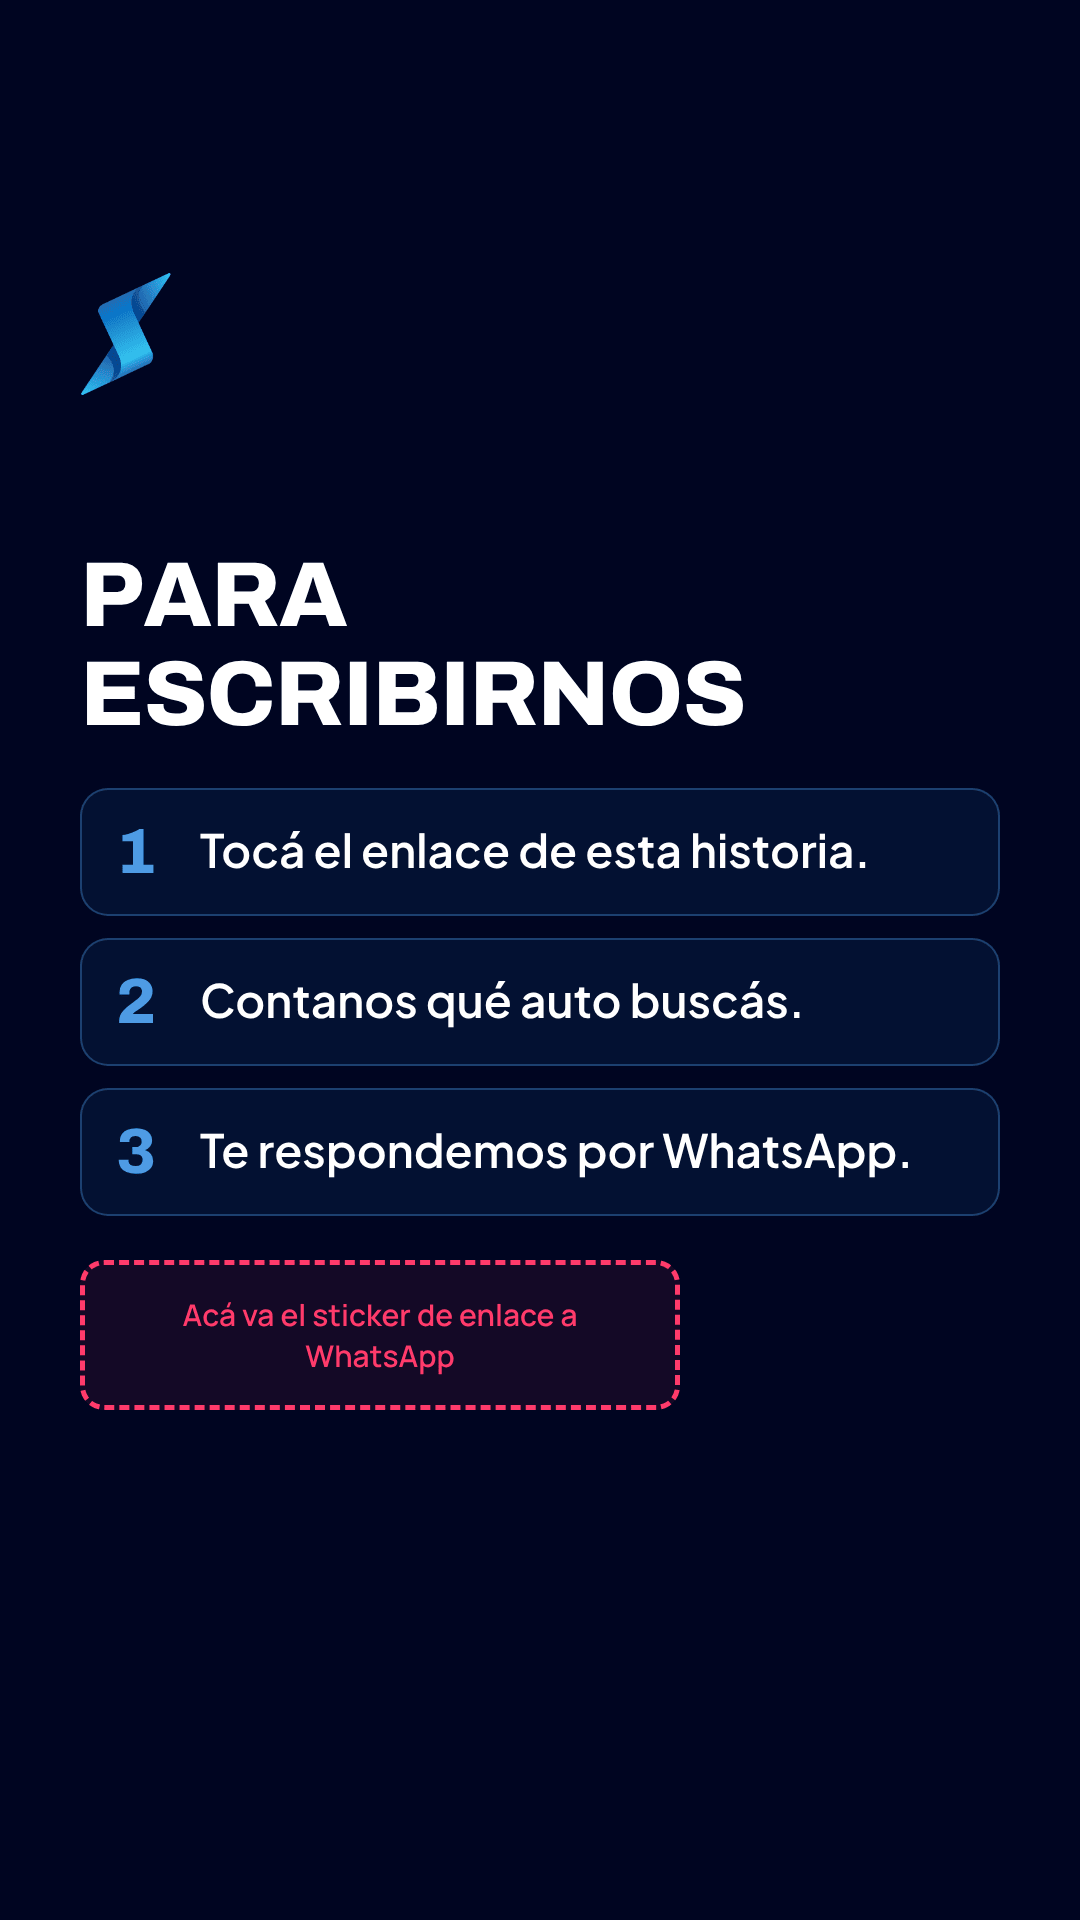 PARA
ESCRIBIRNOS
1 Tocá el enlace de esta historia.
2 Contanos qué auto buscás.
3 Te respondemos por WhatsApp.
Acá va el sticker de enlace a
WhatsApp